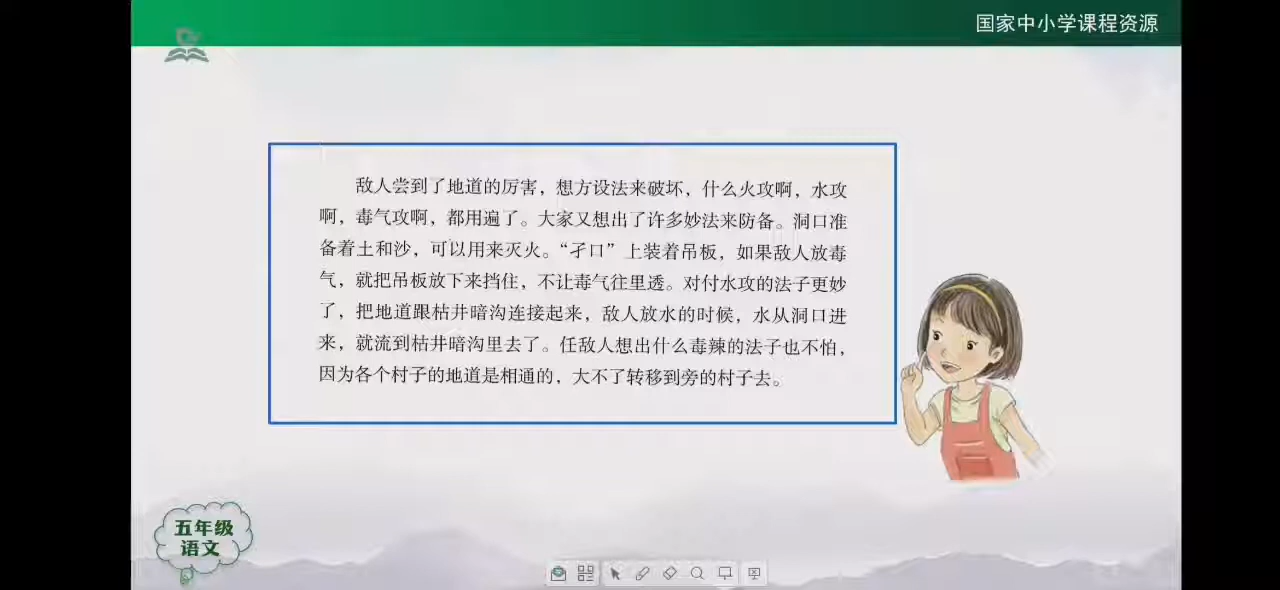 国家中小学课程资源
敌人尝到了地道的厉害，想方设法来破坏，什么火攻啊，水攻
啊，毒气攻啊，都用遍了。大家又想出了许多妙法来防备。洞口准
备着土和沙，可以用来灭火。“孑口”上装着吊板，如果敌人放毒
气，就把吊板放下来挡住，不让毒气往里透。对付水攻的法子更妙
了，把地道跟枯井暗沟连接起来，敌人放水的时候，水从洞口进
来，就流到枯井暗沟里去了。任敌人想出什么毒辣的法子也不怕，
因为各个村子的地道是相通的，大不了转移到旁的村子去。
五年级
语文